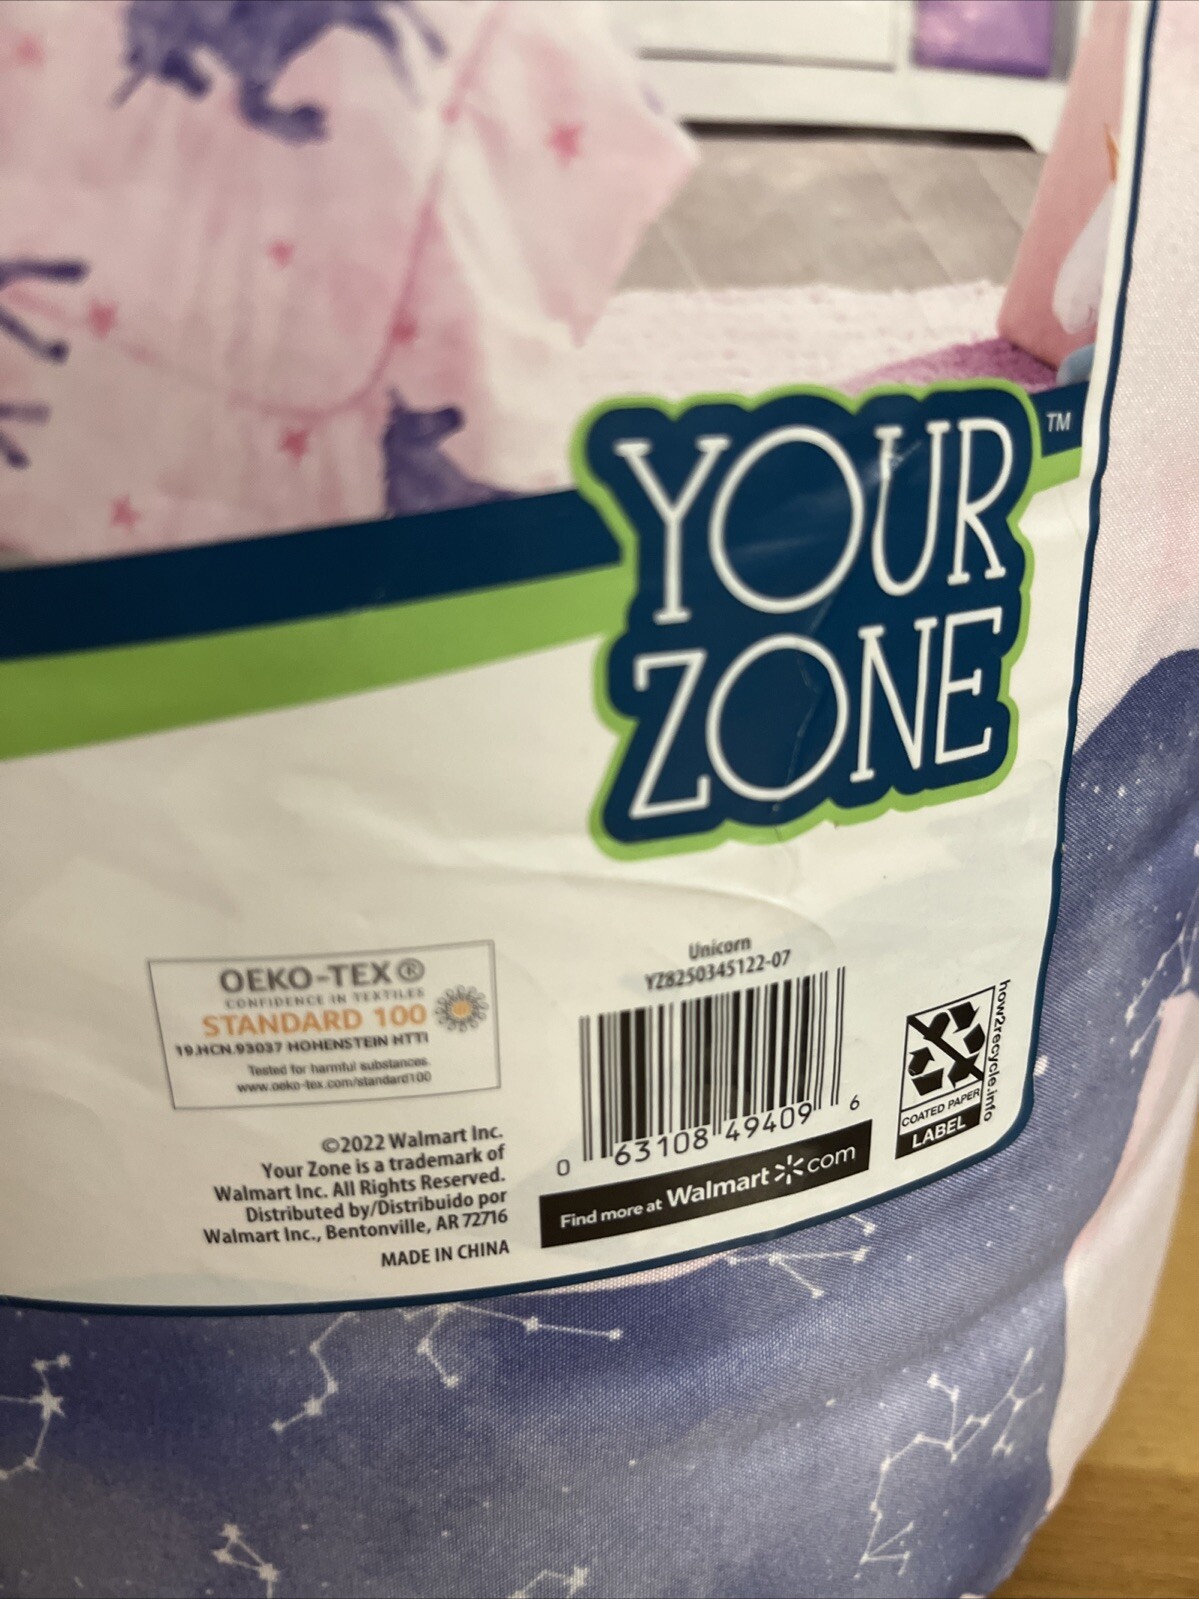 YOUR
ZONE
TM
OEKO-TEX®
CONFIDENCE IN TEXTILES
STANDARD 100
19.HCN.93037 HOHENSTEIN HTTI
Tested for harmful substances.
www.oeko-tex.com/standard100
©2022 Walmart Inc.
Your Zone is a trademark of
Walmart Inc. All Rights Reserved.
Distributed by/Distribuido por
Walmart Inc., Bentonville, AR 72716
MADE IN CHINA
Unicorn
YZ8250345122-07
0 63108 49409 6
Find more at Walmart com
how2recycle.info
COATED PAPER
LABEL